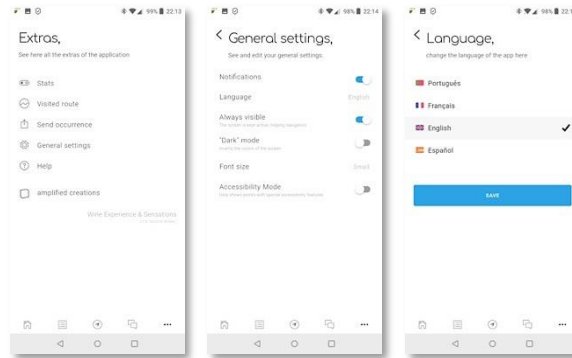 99% 22:13
Extras,
See here all the extras of the application
Stats
Visited route
Send occurrence
General settings
Help
amplified creations
Wine Experience & Sensations
98% 22:14
General settings,
See and edit your general settings
Notifications
Language English
Always visible
"Dark" mode
Font size Small
Accessibility Mode
98%
Language,
change the language of the app here
Português
Français
English
Español
SAVE